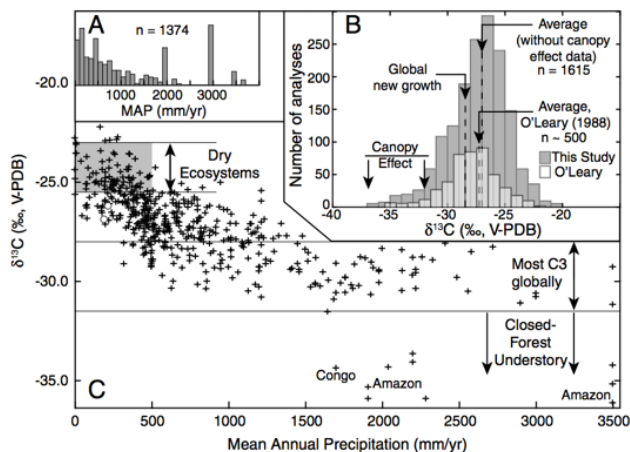 A
n = 1374
0
1000
2000
3000
MAP (mm/yr)
B
Number of analyses
250
200
150
100
50
0
-40
-35
-30
-25
-20
δ¹³C (‰, V-PDB)
Global
new growth
Canopy
Effect
Average
(without canopy
effect data)
n = 1615
Average,
O'Leary (1988)
n ~ 500
This Study
O'Leary
C
δ¹³C (‰, V-PDB)
-20.0
-25.0
-30.0
-35.0
Dry
Ecosystems
Most C3
globally
Closed-
Forest
Understory
Congo
Amazon
Amazon
0
500
1000
1500
2000
2500
3000
3500
Mean Annual Precipitation (mm/yr)